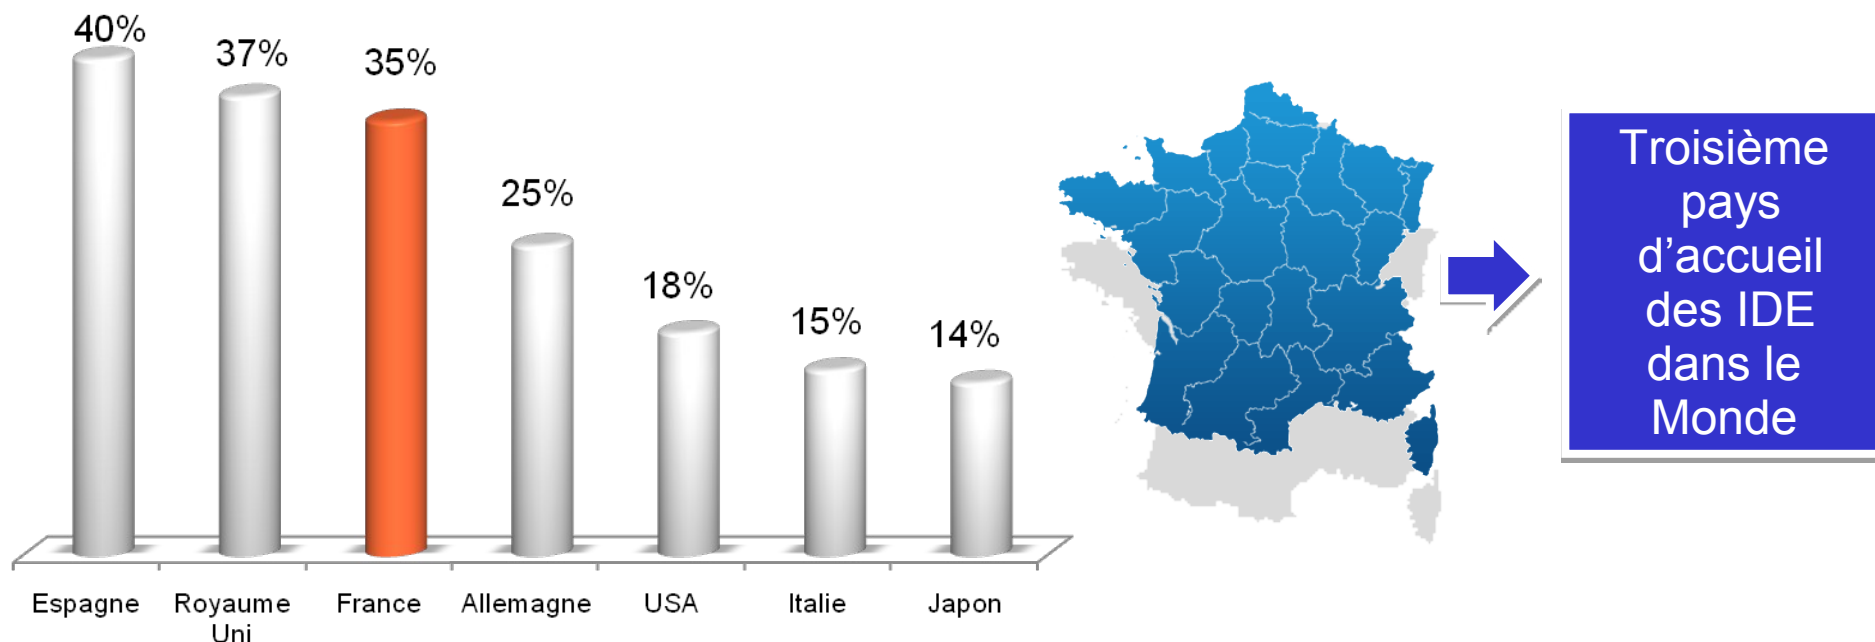 40%
37%
35%
25%
18%
15%
14%
Espagne
Royaume
Uni
France
Allemagne
USA
Italie
Japon
Troisième
pays
d’accueil
des IDE
dans le
Monde